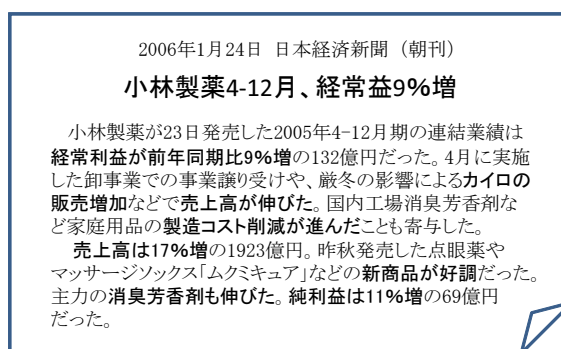 2006年1月24日 日本経済新聞（朝刊）
小林製薬4-12月、経常益9%増
小林製薬が23日発売した2005年4-12月期の連結業績は
経常利益が前年同期比9%増の132億円だった。4月に実施
した卸事業での事業譲り受けや、厳冬の影響によるカイロの
販売増加などで売上高が伸びた。国内工場消臭芳香剤な
ど家庭用品の製造コスト削減が進んだことも寄与した。
売上高は17%増の1923億円。昨秋発売した点眼薬や
マッサージソックス「ムクミキュア」などの新商品が好調だった。
主力の消臭芳香剤も伸びた。純利益は11%増の69億円
だった。